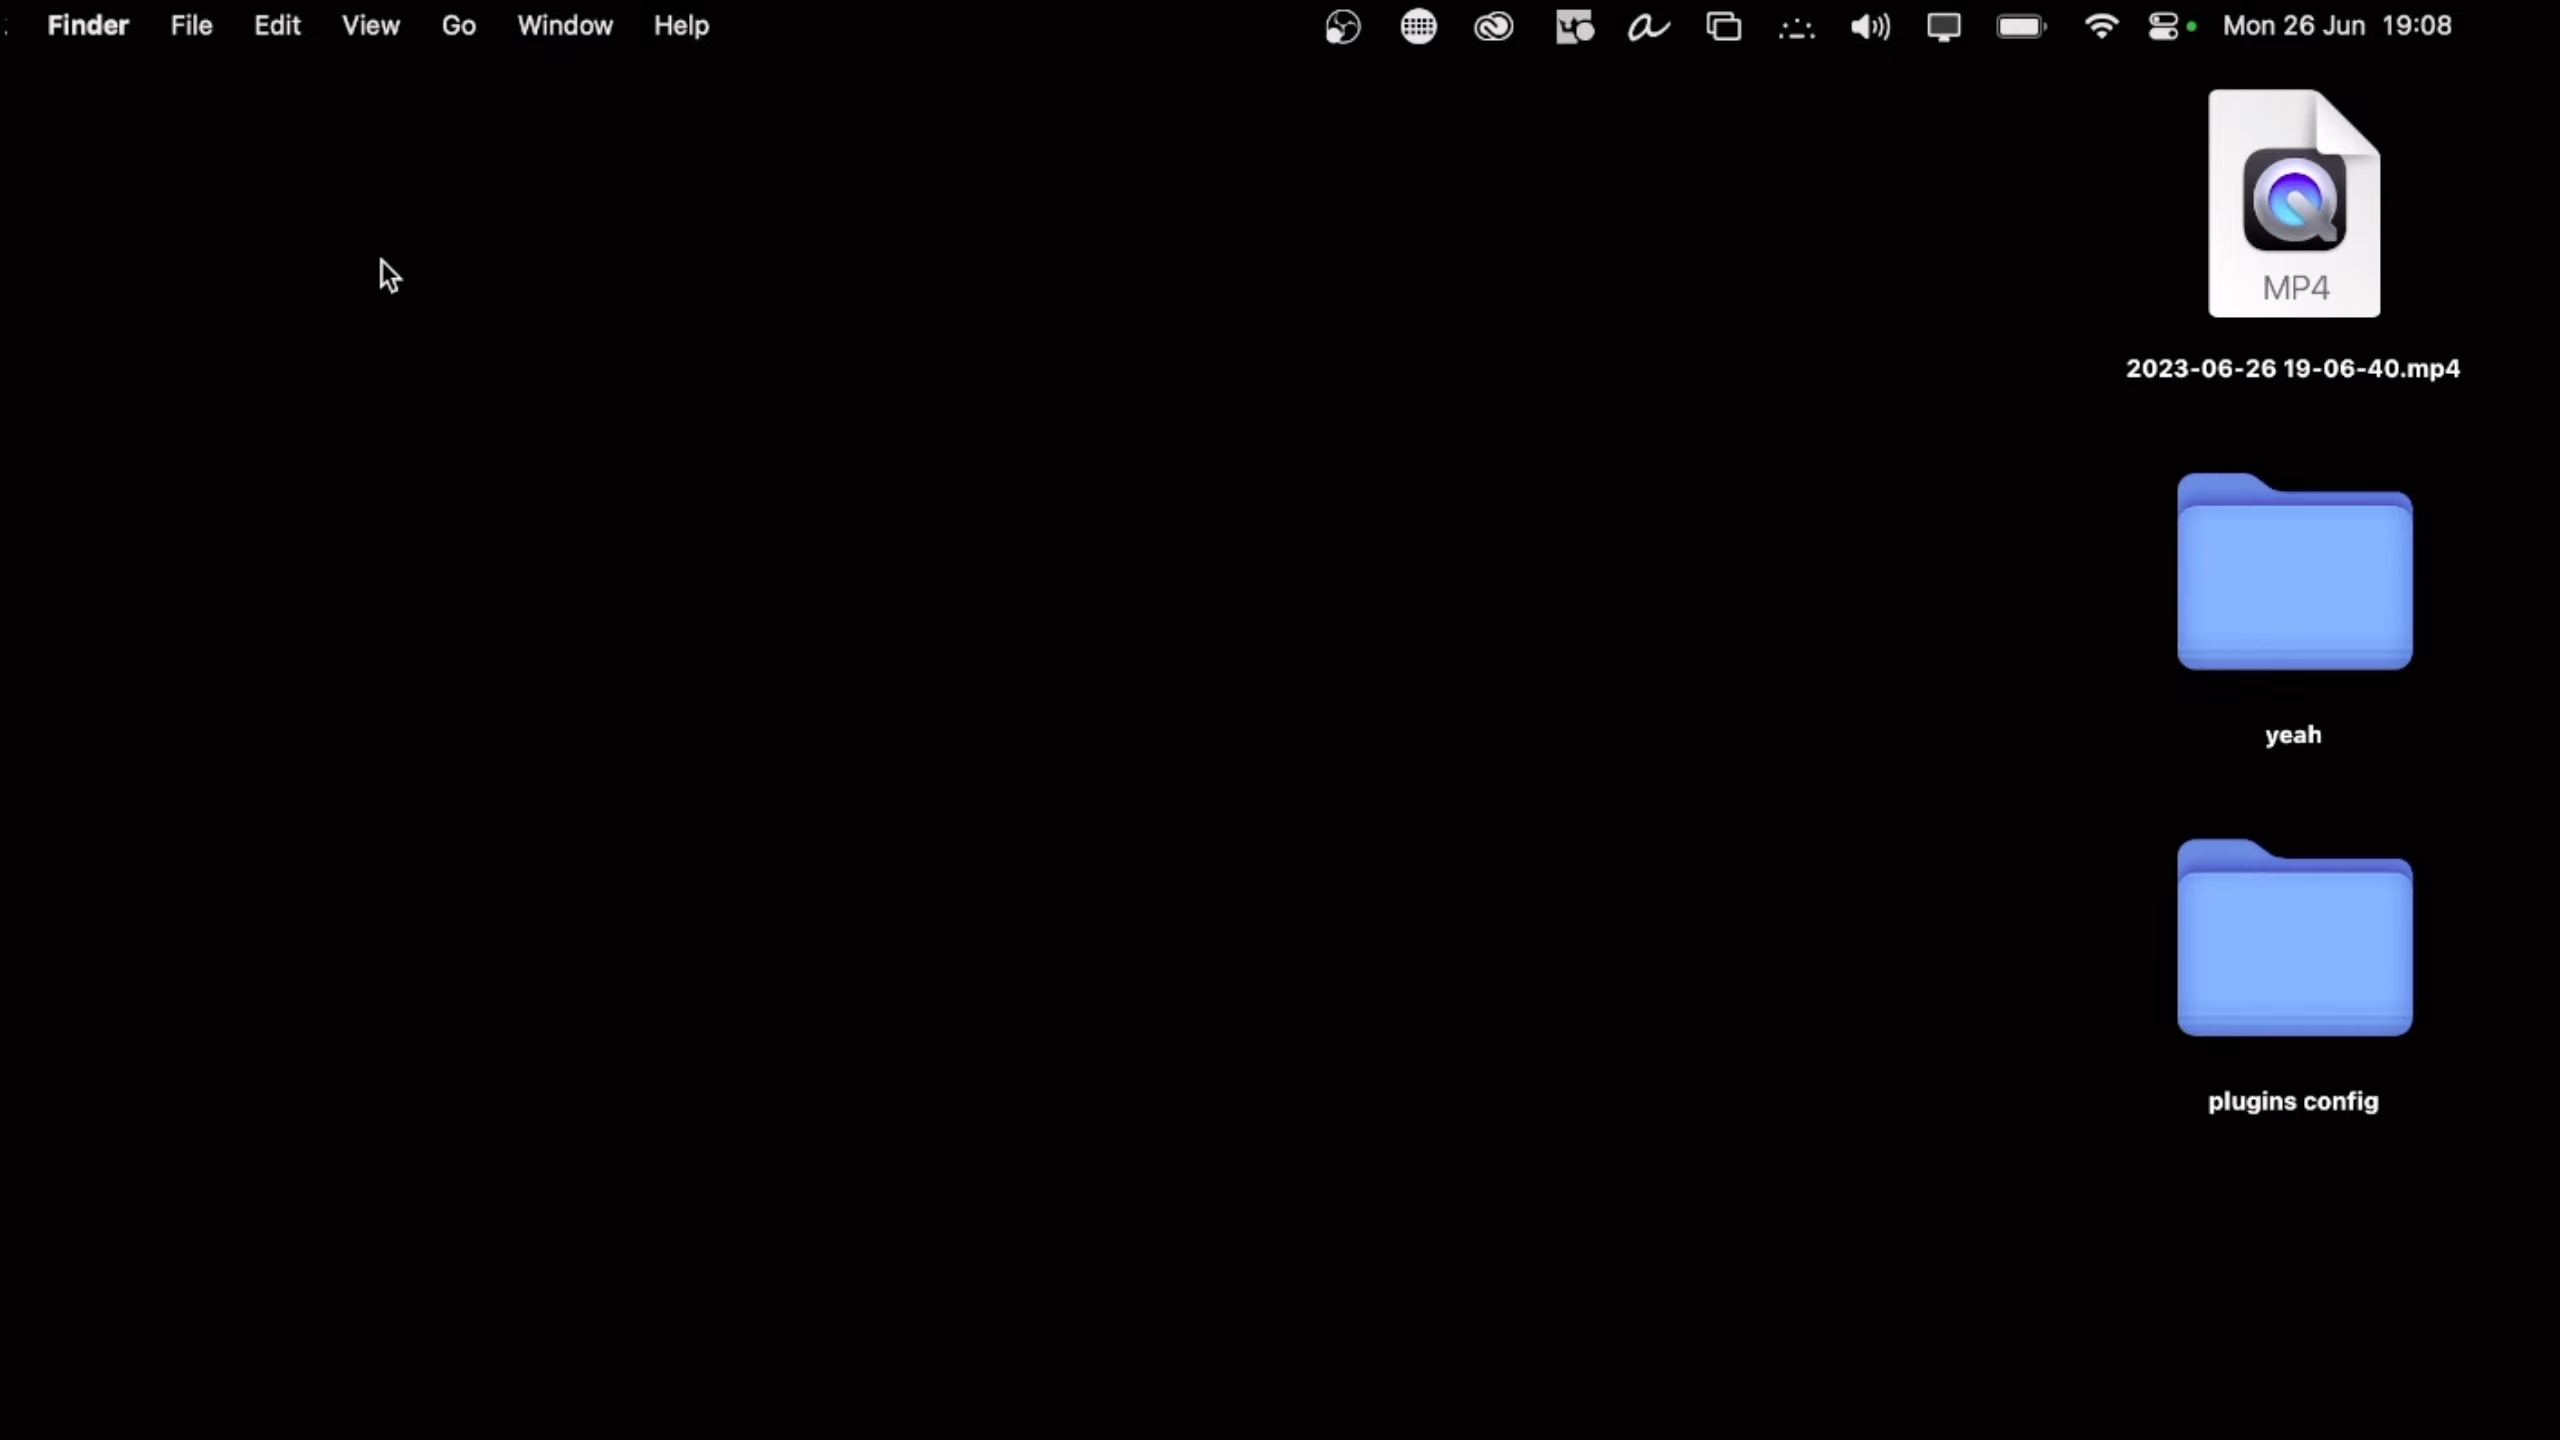 Finder File Edit View Go Window Help Mon 26 Jun 19:08
MP4
2023-06-26 19-06-40.mp4
yeah
plugins config